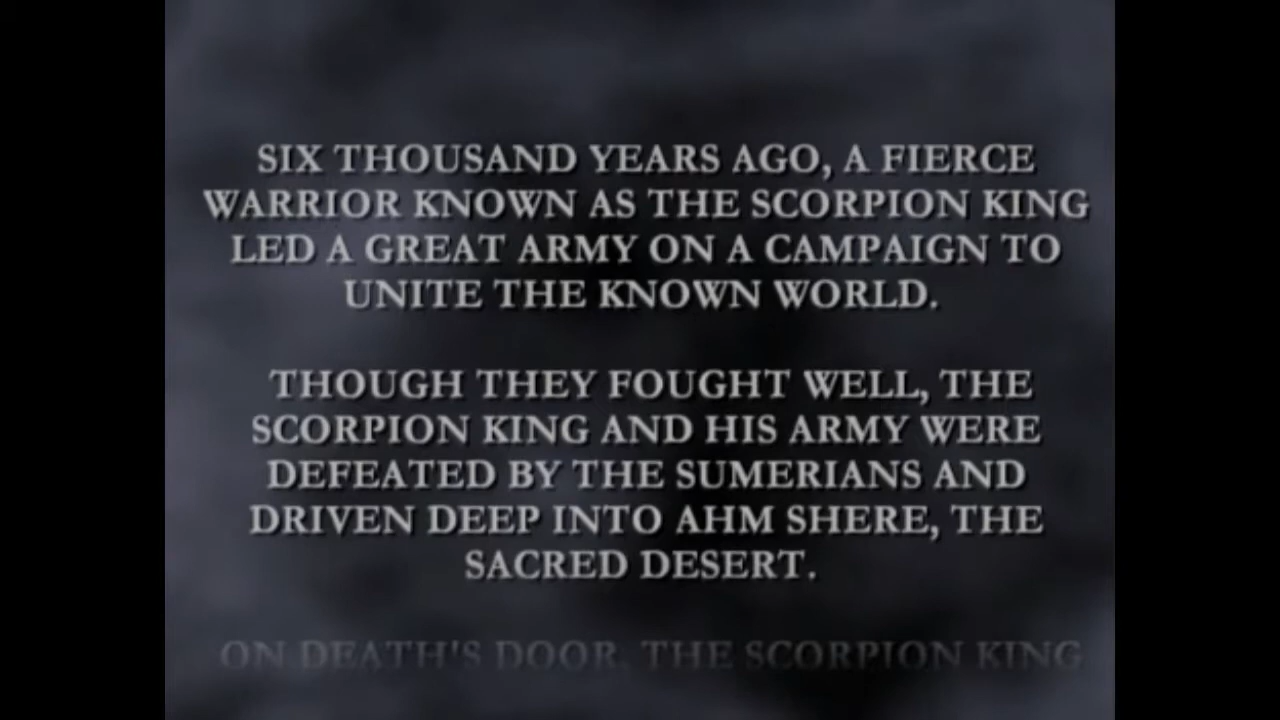 SIX THOUSAND YEARS AGO, A FIERCE
WARRIOR KNOWN AS THE SCORPION KING
LED A GREAT ARMY ON A CAMPAIGN TO
UNITE THE KNOWN WORLD.
THOUGH THEY FOUGHT WELL, THE
SCORPION KING AND HIS ARMY WERE
DEFEATED BY THE SUMERIANS AND
DRIVEN DEEP INTO AHM SHERE, THE
SACRED DESERT.
ON DEATH'S DOOR, THE SCORPION KING